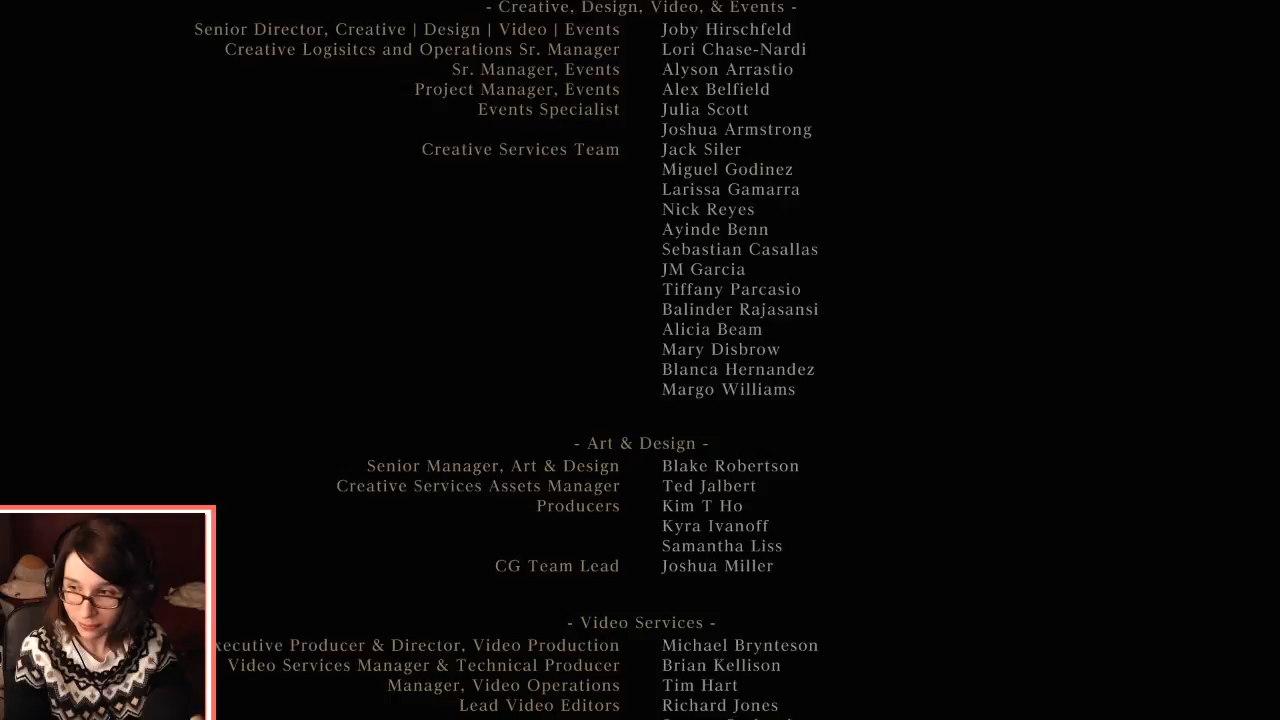 - Creative, Design, Video, & Events -
Senior Director, Creative | Design | Video | Events Joby Hirschfeld
Creative Logisitcs and Operations Sr. Manager Lori Chase-Nardi
Sr. Manager, Events Alyson Arrastio
Project Manager, Events Alex Belfield
Events Specialist Julia Scott
Joshua Armstrong
Creative Services Team Jack Siler
Miguel Godinez
Larissa Gamarra
Nick Reyes
Ayinde Benn
Sebastian Casallas
JM Garcia
Tiffany Parcasio
Balinder Rajasansi
Alicia Beam
Mary Disbrow
Blanca Hernandez
Margo Williams
- Art & Design -
Senior Manager, Art & Design Blake Robertson
Creative Services Assets Manager Ted Jalbert
Producers Kim T Ho
Kyra Ivanoff
Samantha Liss
CG Team Lead Joshua Miller
- Video Services -
xecutive Producer & Director, Video Production Michael Brynteson
Video Services Manager & Technical Producer Brian Kellison
Manager, Video Operations Tim Hart
Lead Video Editors Richard Jones